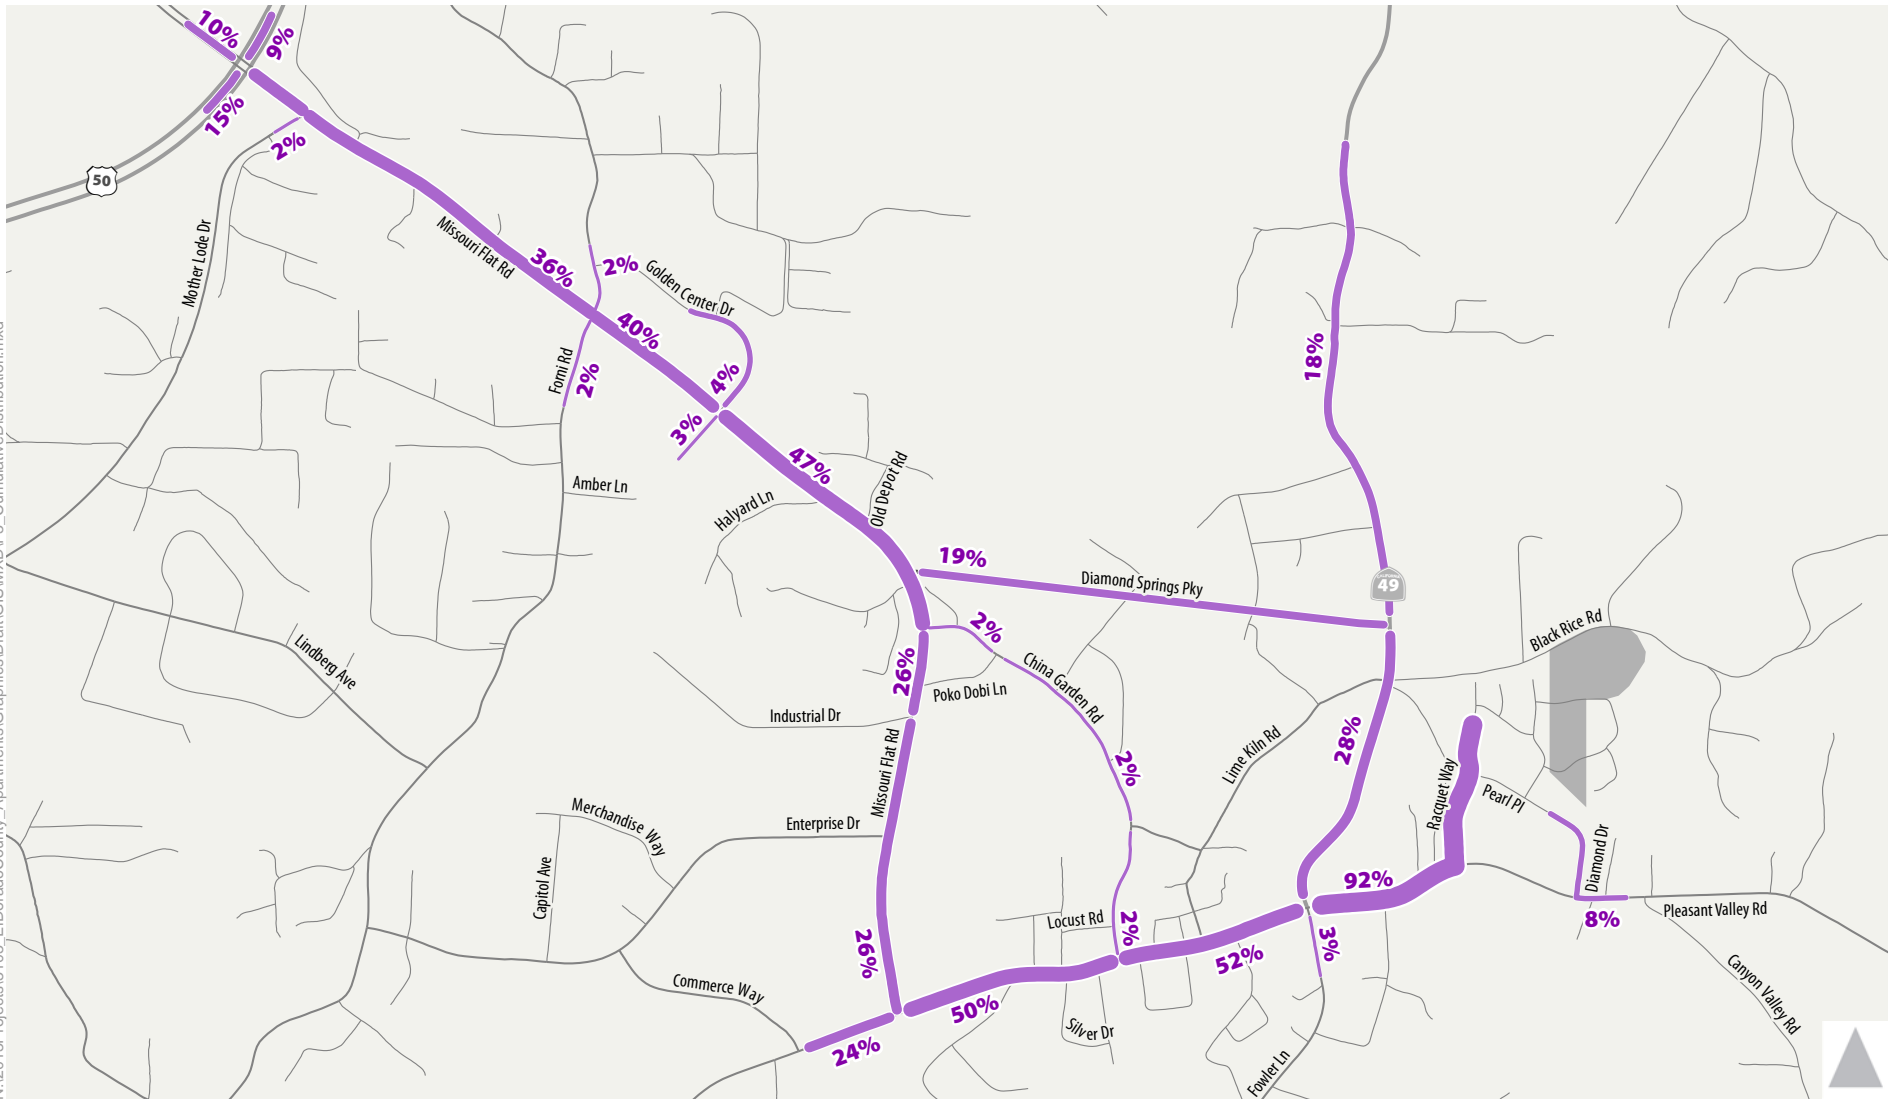 10%
9%
15%
2%
50
Mother Lode Dr
Missouri Flat Rd
36%
2%
Golden Center Dr
40%
Forni Rd
2%
4%
3%
18%
47%
Old Depot Rd
Amber Ln
Halyard Ln
19%
Diamond Springs Pky
CALIFORNIA
49
2%
26%
China Garden Rd
Poko Dobi Ln
Black Rice Rd
Lindberg Ave
Industrial Dr
Missouri Flat Rd
2%
Lime Kiln Rd
28%
Racquet Way
Pearl Pl
Merchandise Way
Enterprise Dr
Capitol Ave
Diamond Dr
92%
Locust Rd
2%
8%
Pleasant Valley Rd
26%
52%
3%
Commerce Way
50%
Silver Dr
Canyon Valley Rd
24%
Fowler Ln